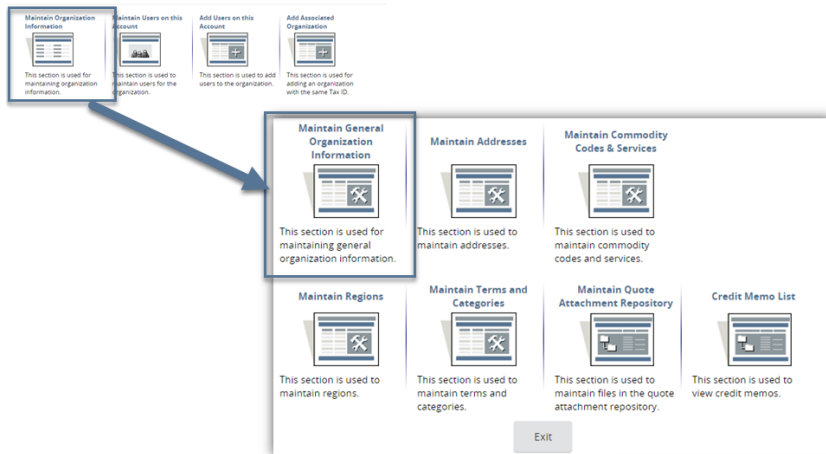 Maintain Organization
Information
This section is used for
maintaining organization
information.
Maintain Users on this
Account
This section is used to
maintain users for the
organization.
Add Users on this
Account
This section is used to add
users to the organization.
Add Associated
Organization
This section is used for
adding an organization
with the same Tax ID.
Maintain General
Organization
Information
This section is used for
maintaining general
organization information.
Maintain Addresses
This section is used to
maintain addresses.
Maintain Commodity
Codes & Services
This section is used to
maintain commodity
codes and services.
Maintain Regions
This section is used to
maintain regions.
Maintain Terms and
Categories
This section is used to
maintain terms and
categories.
Maintain Quote
Attachment Repository
This section is used to
maintain files in the quote
attachment repository.
Credit Memo List
This section is used to
view credit memos.
Exit